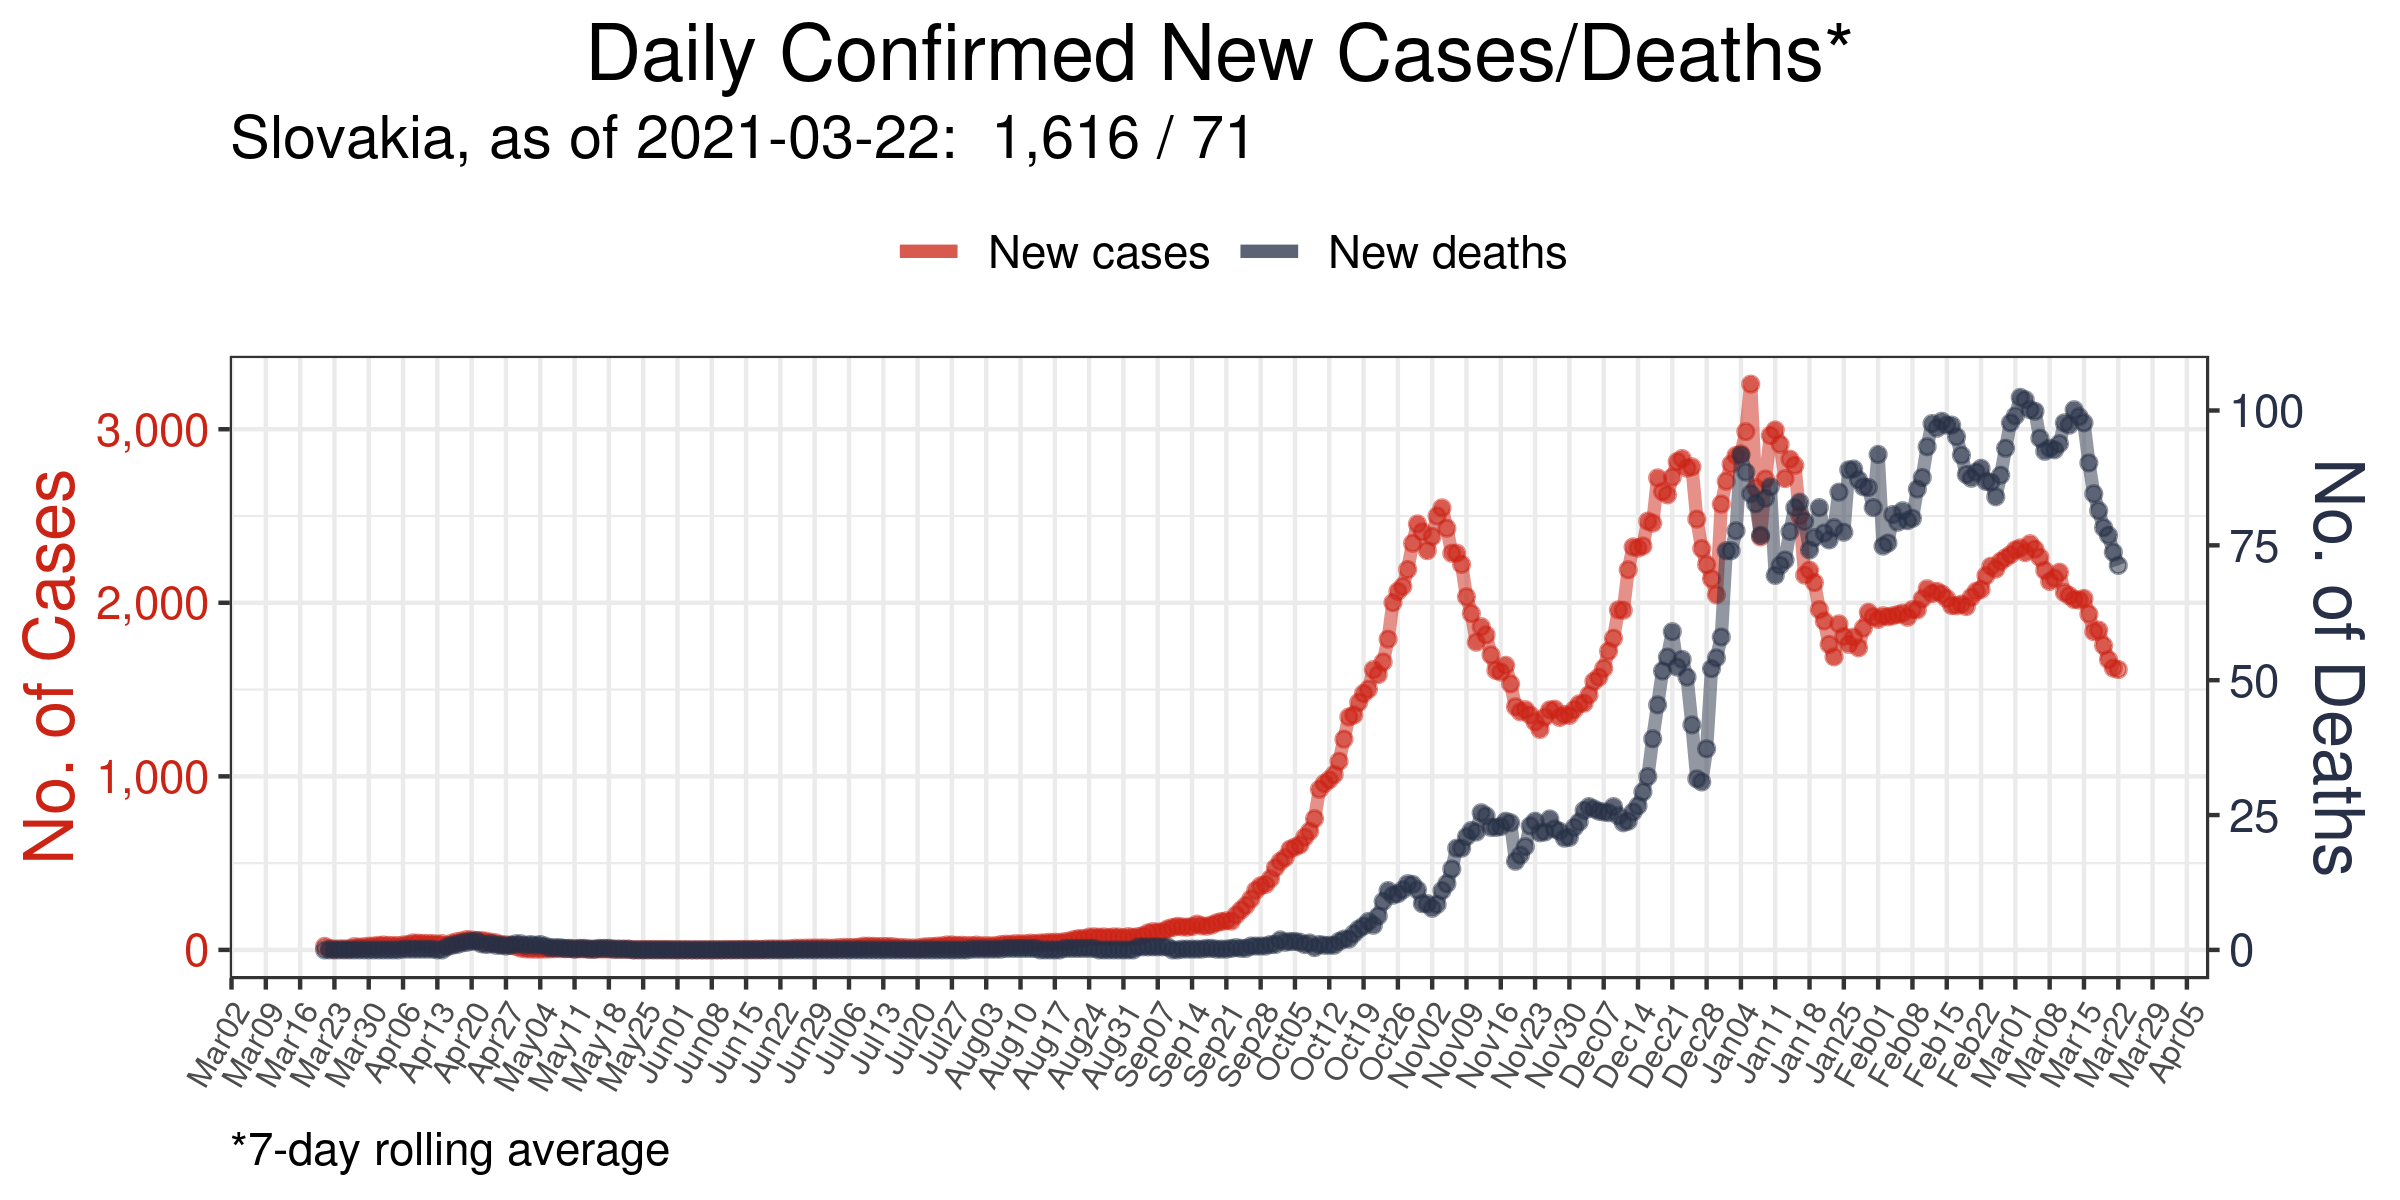 Daily Confirmed New Cases/Deaths*
Slovakia, as of 2021-03-22:  1,616 / 71
New cases New deaths
No. of Cases
3,000
2,000
1,000
0
No. of Deaths
100
75
50
25
0
Mar02 Mar09 Mar16 Mar23 Mar30 Apr06 Apr13 Apr20 Apr27 May04 May11 May18 May25 Jun01 Jun08 Jun15 Jun22 Jun29 Jul06 Jul13 Jul20 Jul27 Aug03 Aug10 Aug17 Aug24 Aug31 Sep07 Sep14 Sep21 Sep28 Oct05 Oct12 Oct19 Oct26 Nov02 Nov09 Nov16 Nov23 Nov30 Dec07 Dec14 Dec21 Dec28 Jan04 Jan11 Jan18 Jan25 Feb01 Feb08 Feb15 Feb22 Mar01 Mar08 Mar15 Mar22 Mar29 Apr05
*7-day rolling average